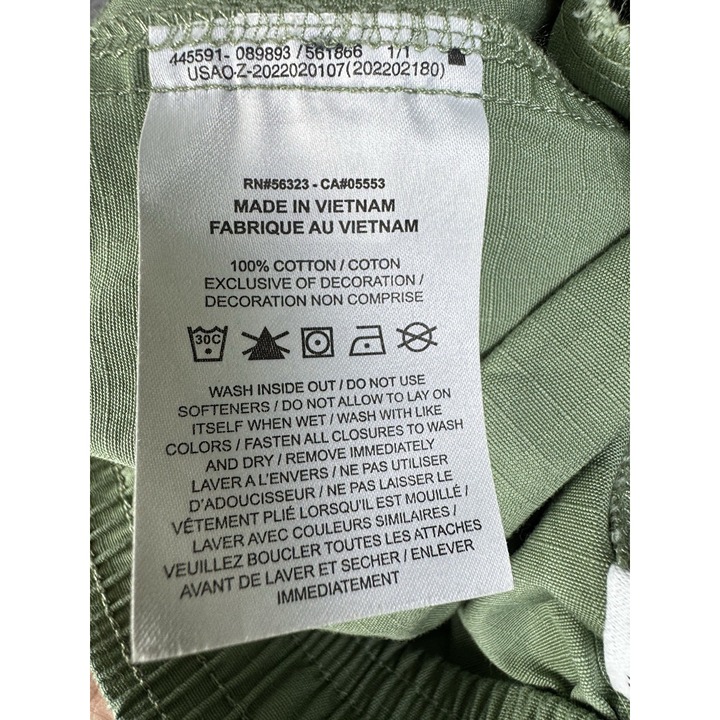 445591- 089893 / 561866 1/1
USAO-Z-2022020107(202202180)
RN#56323 - CA#05553
MADE IN VIETNAM
FABRIQUE AU VIETNAM
100% COTTON / COTON
EXCLUSIVE OF DECORATION /
DECORATION NON COMPRISE
30C
WASH INSIDE OUT / DO NOT USE
SOFTENERS / DO NOT ALLOW TO LAY ON
ITSELF WHEN WET / WASH WITH LIKE
COLORS / FASTEN ALL CLOSURES TO WASH
AND DRY / REMOVE IMMEDIATELY
LAVER A L'ENVERS / NE PAS UTILISER
D'ADOUCISSEUR / NE PAS LAISSER LE
VÊTEMENT PLIÉ LORSQU'IL EST MOUILLÉ /
LAVER AVEC COULEURS SIMILAIRES /
VEUILLEZ BOUCLER TOUTES LES ATTACHES
AVANT DE LAVER ET SECHER / ENLEVER
IMMEDIATEMENT